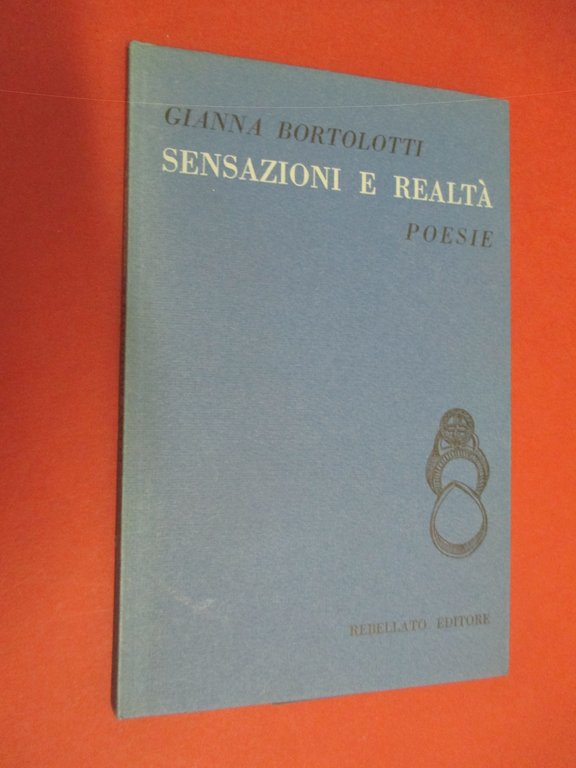 GIANNA BORTOLOTTI
SENSAZIONI E REALTÀ
POESIE
REBELLATO EDITORE